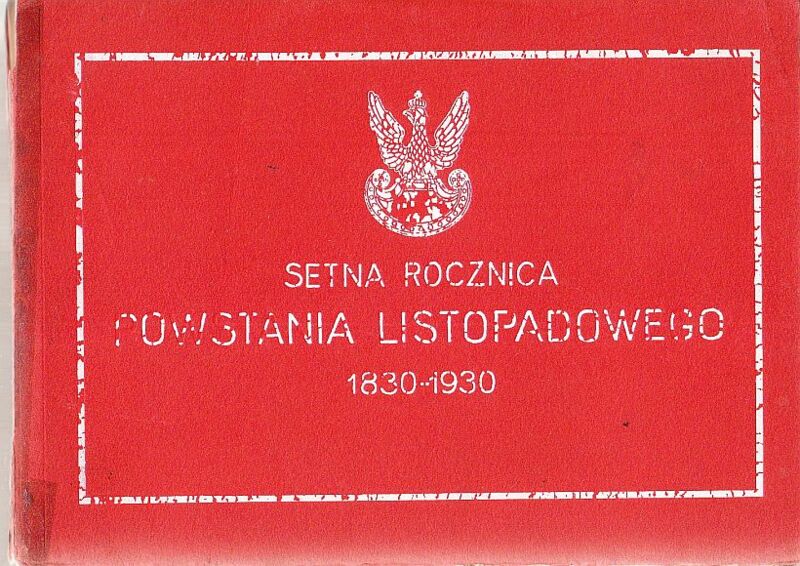 SETNA ROCZNICA
POWSTANIA LISTOPADOWEGO
1830-1930